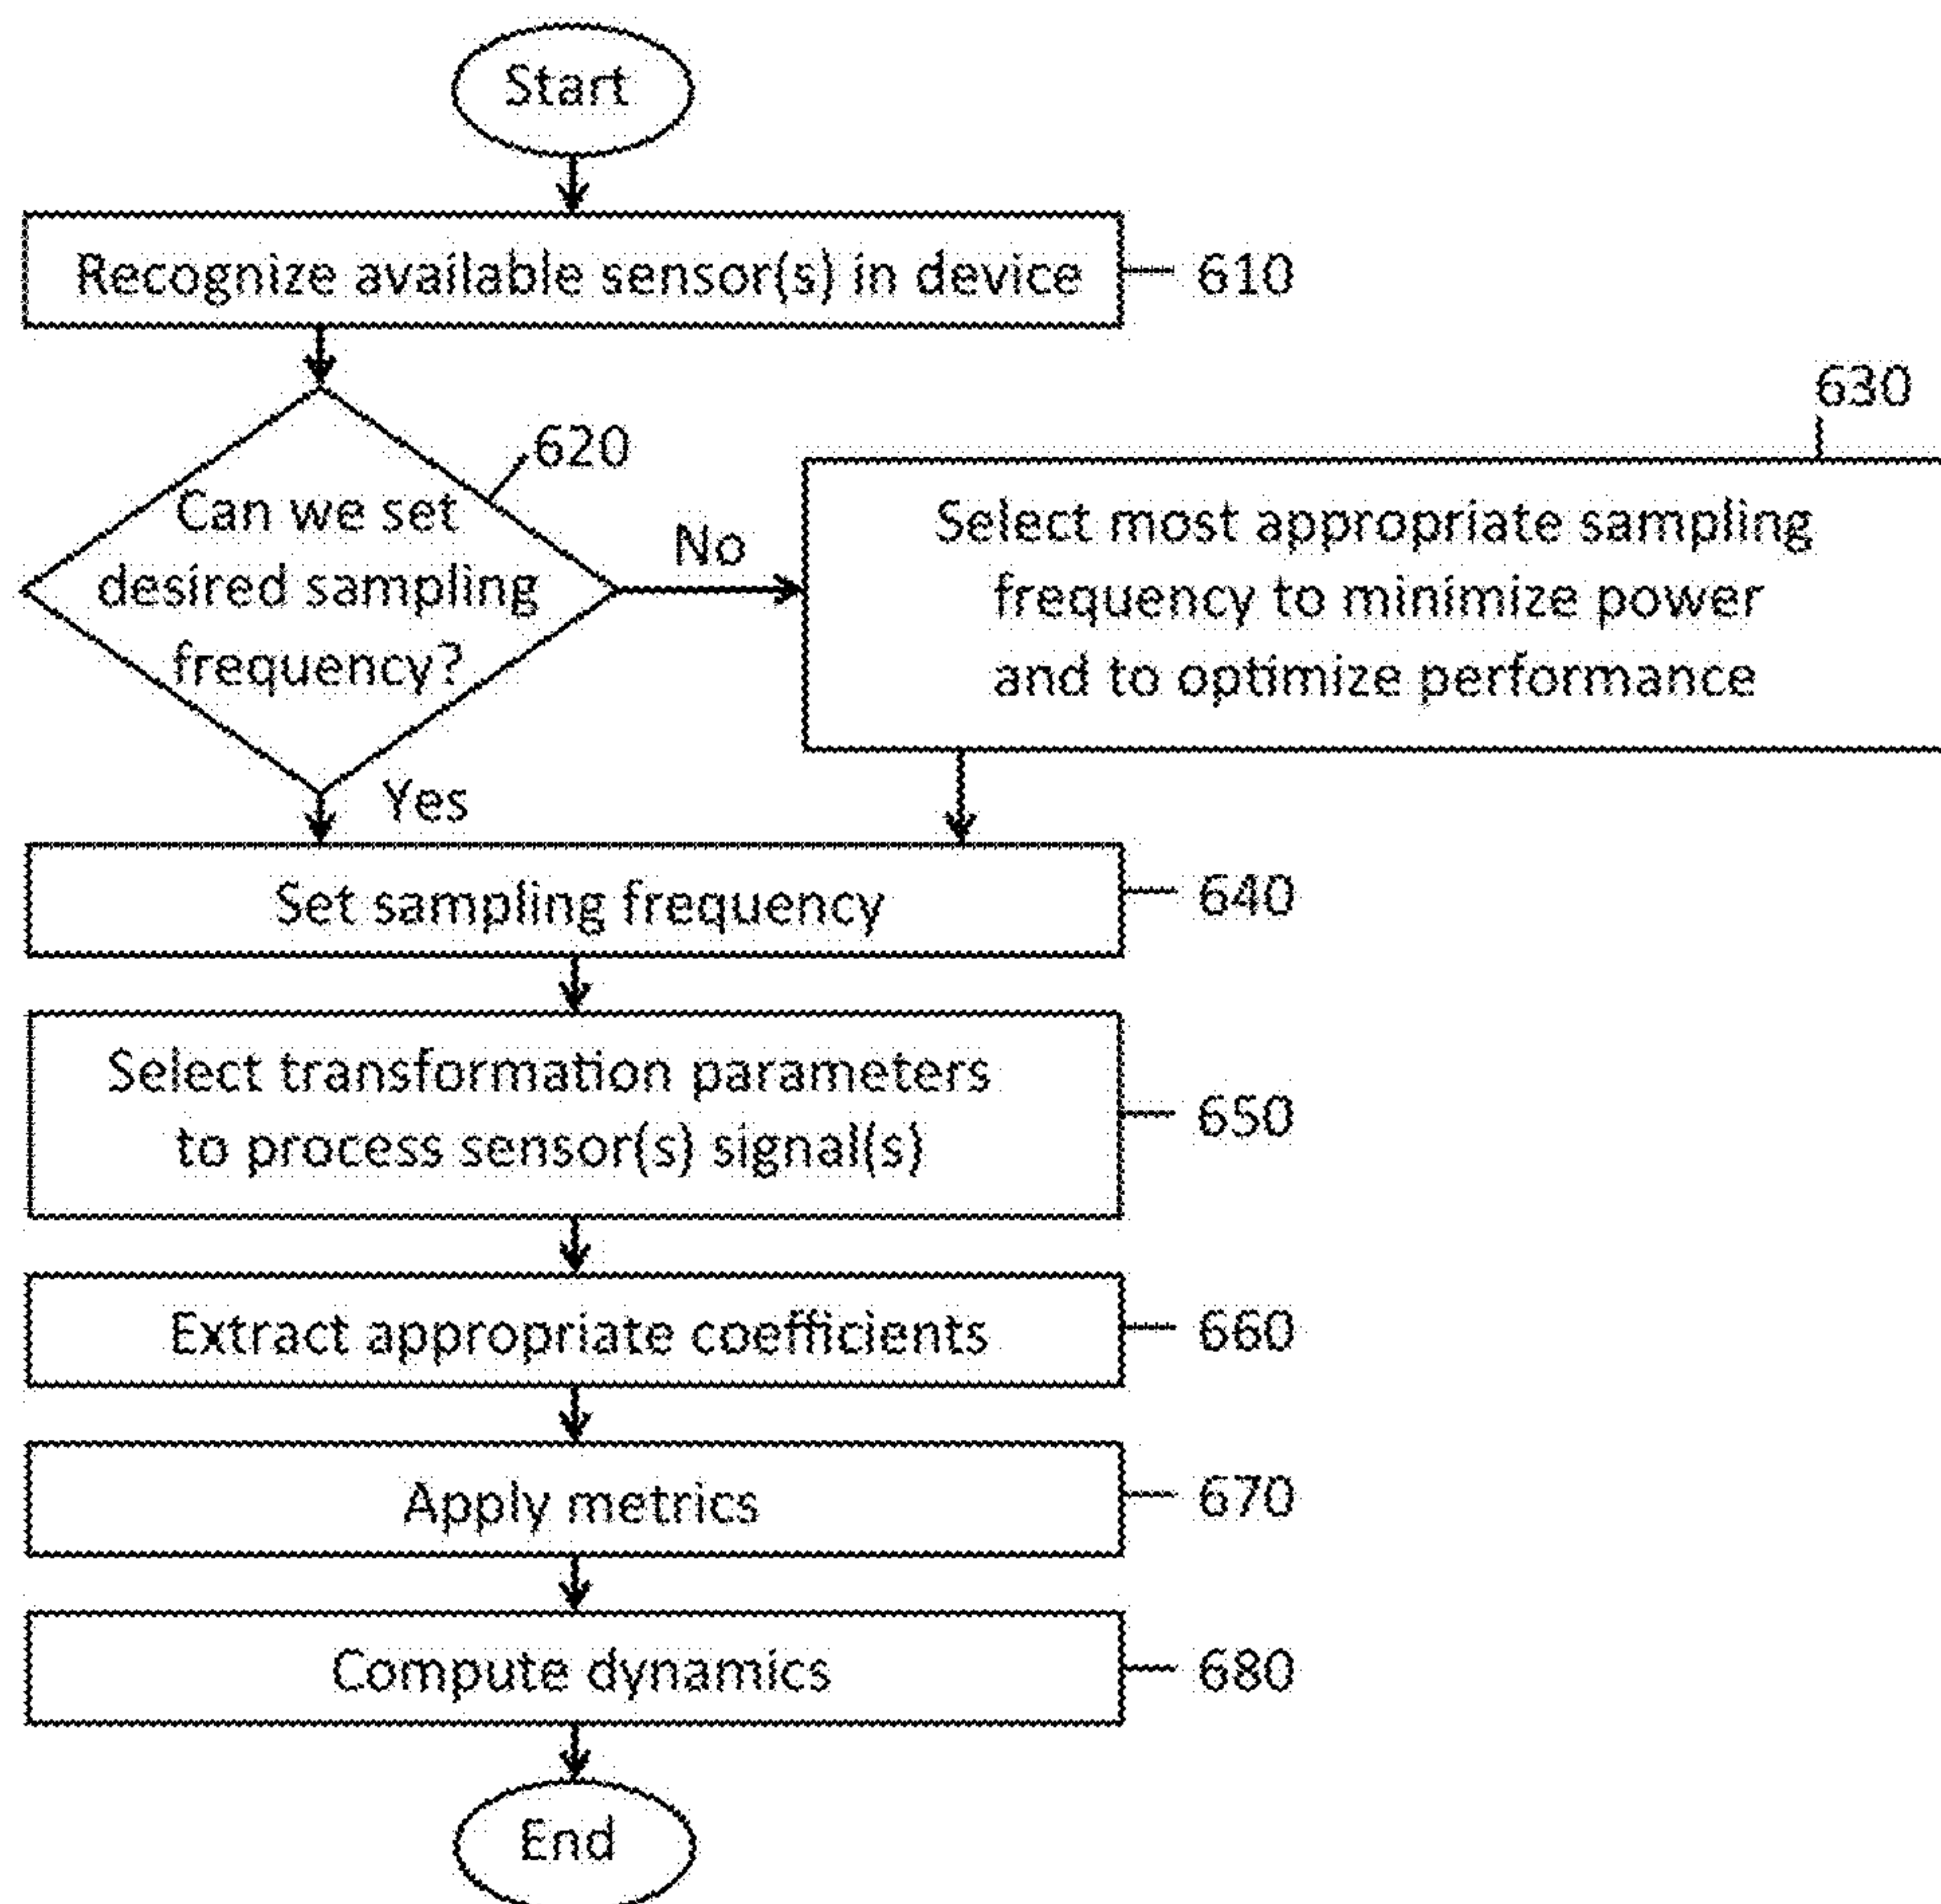 Start
Recognize available sensor(s) in device
610
630
620
Can we set
desired sampling
frequency?
No
Select most appropriate sampling
frequency to minimize power
and to optimize performance
Yes
Set sampling frequency
640
Select transformation parameters
to process sensor(s) signal(s)
650
Extract appropriate coefficients
660
Apply metrics
670
Compute dynamics
680
End